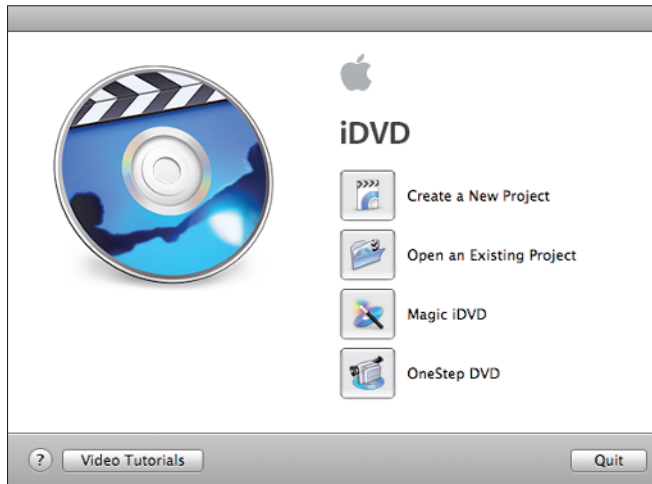 iDVD
Create a New Project
Open an Existing Project
Magic iDVD
OneStep DVD
? Video Tutorials Quit